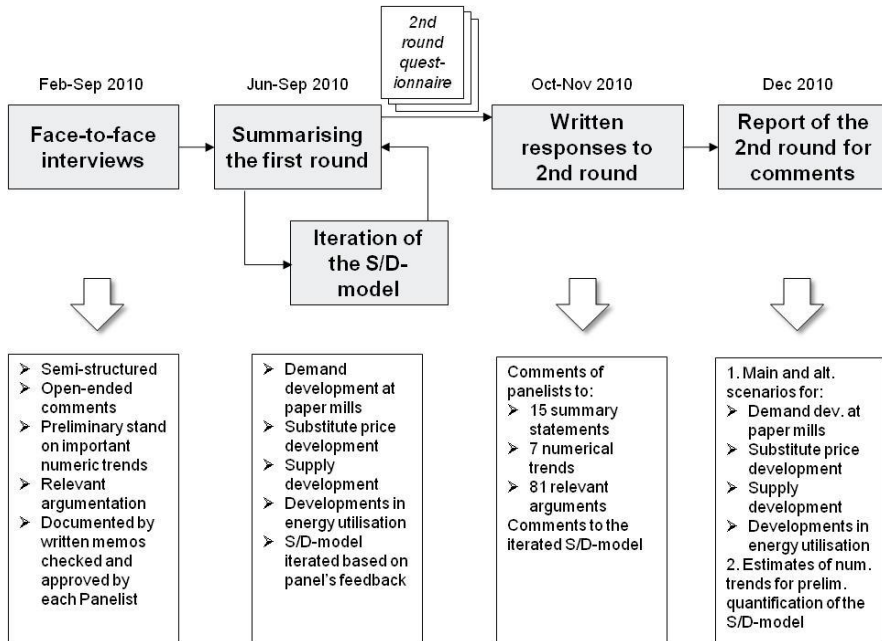 2nd
round
quest-
ionnaire
Feb-Sep 2010
Jun-Sep 2010
Oct-Nov 2010
Dec 2010
Face-to-face
interviews
Summarising
the first round
Written
responses to
2nd round
Report of the
2nd round for
comments
Iteration of
the S/D-
model
➢ Semi-structured
➢ Open-ended
comments
➢ Preliminary stand
on important
numeric trends
➢ Relevant
argumentation
➢ Documented by
written memos
checked and
approved by
each Panelist
➢ Demand
development at
paper mills
➢ Substitute price
development
➢ Supply
development
➢ Developments in
energy utilisation
➢ S/D-model
iterated based on
panel's feedback
Comments of
panelists to:
➢ 15 summary
statements
➢ 7 numerical
trends
➢ 81 relevant
arguments
Comments to the
iterated S/D-model
1. Main and alt.
scenarios for:
➢ Demand dev. at
paper mills
➢ Substitute price
development
➢ Supply
development
➢ Developments in
energy utilisation
2. Estimates of num.
trends for prelim.
quantification of the
S/D-model